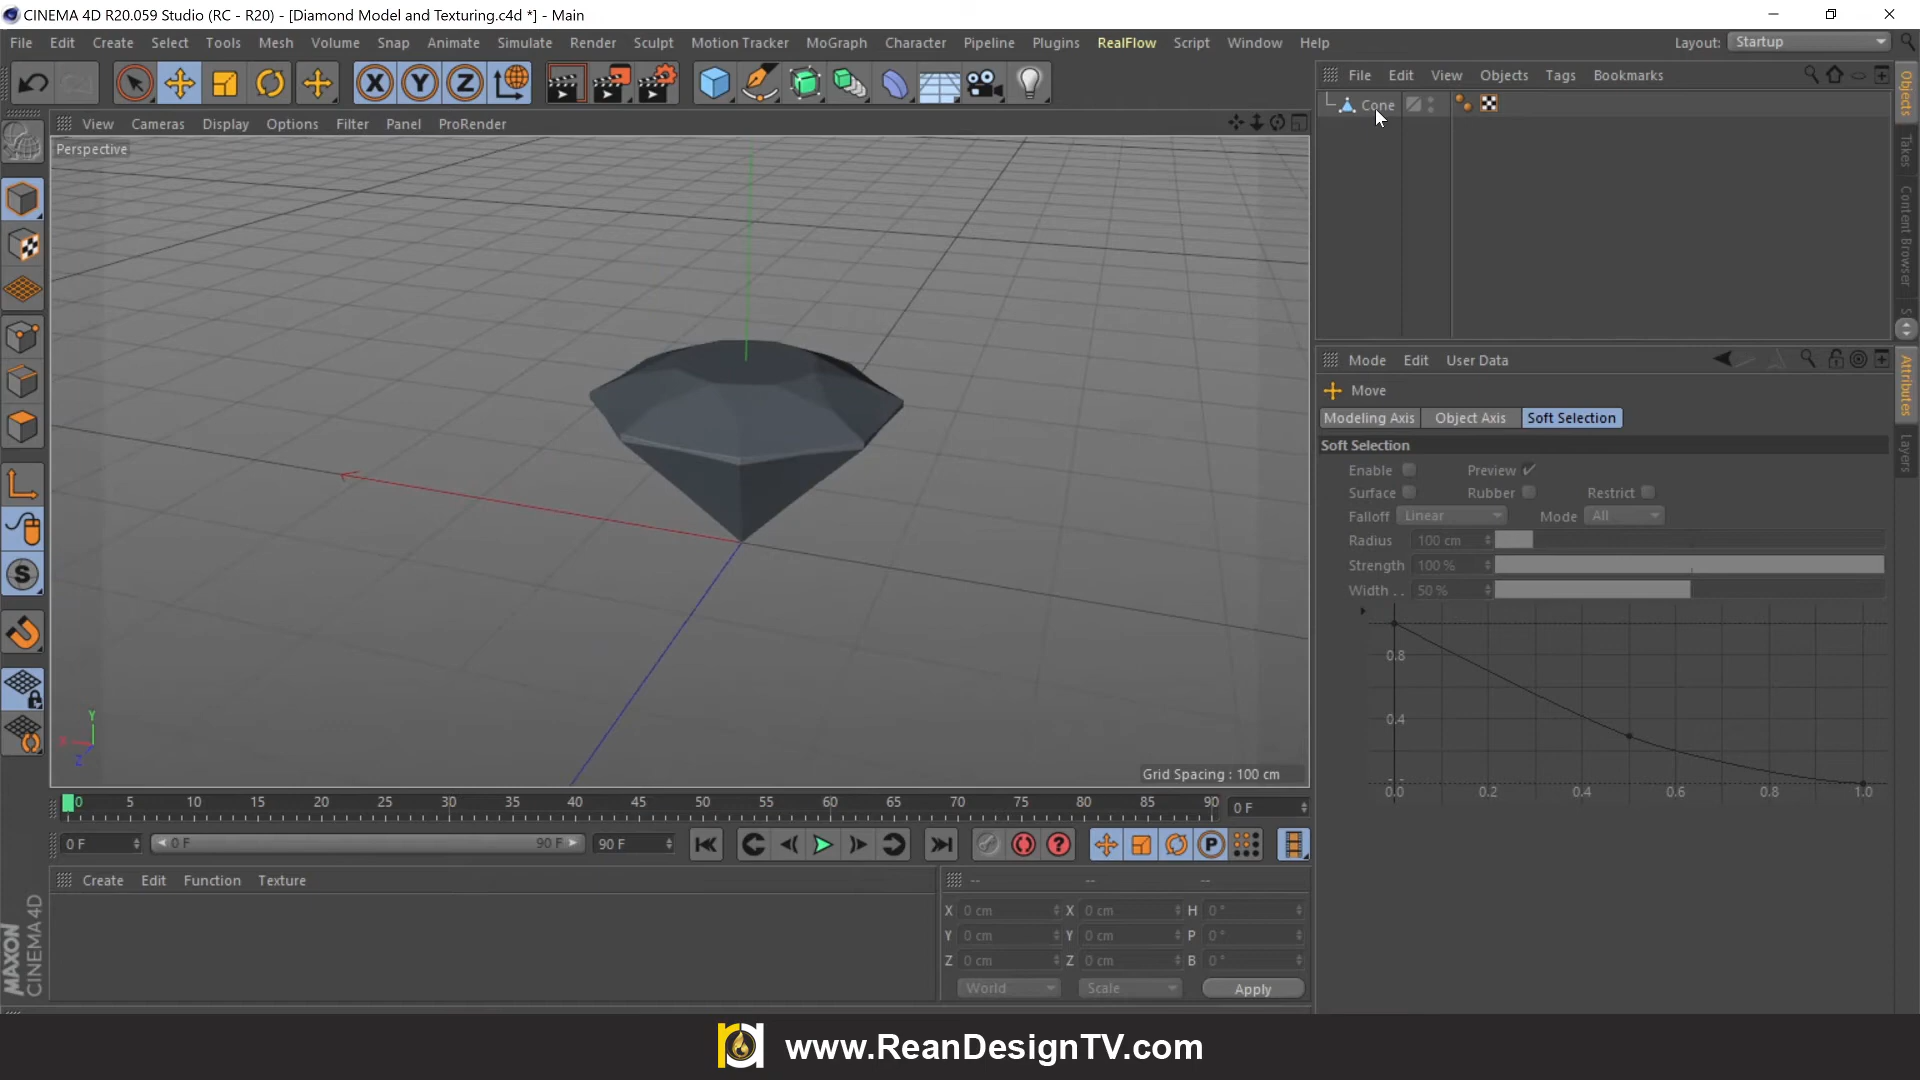 CINEMA 4D R20.059 Studio (RC - R20) - [Diamond Model and Texturing.c4d *] - Main
File Edit Create Select Tools Mesh Volume Snap Animate Simulate Render Sculpt Motion Tracker MoGraph Character Pipeline Plugins RealFlow Script Window Help
Layout: Startup
File Edit View Objects Tags Bookmarks
Cone
View Cameras Display Options Filter Panel ProRender
Perspective
Grid Spacing : 100 cm
Y
Z
Objects
Takes
Content Browser
Attributes
Layers
Mode Edit User Data
Move
Modeling Axis Object Axis Soft Selection
Soft Selection
Enable Preview
Surface Rubber Restrict
Falloff Linear Mode All
Radius 100 cm
Strength 100 %
Width . . 50 %
0.8
0.4
0.0 0.2 0.4 0.6 0.8 1.0
0 5 10 15 20 25 30 35 40 45 50 55 60 65 70 75 80 85 90 0 F
0 F 0 F 90 F 90 F
Create Edit Function Texture
-- -- --
X 0 cm X 0 cm H 0 °
Y 0 cm Y 0 cm P 0 °
Z 0 cm Z 0 cm B 0 °
World Scale Apply
MAXON
CINEMA 4D
www.ReanDesignTV.com